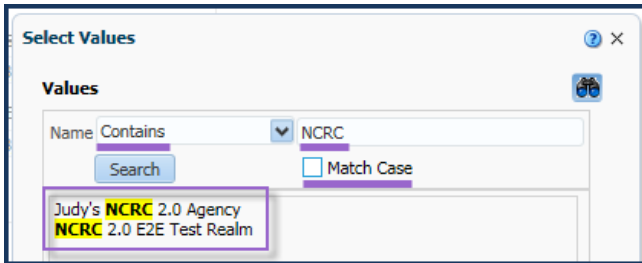 Select Values
Values
Name Contains NCRC
Search Match Case
Judy's NCRC 2.0 Agency
NCRC 2.0 E2E Test Realm